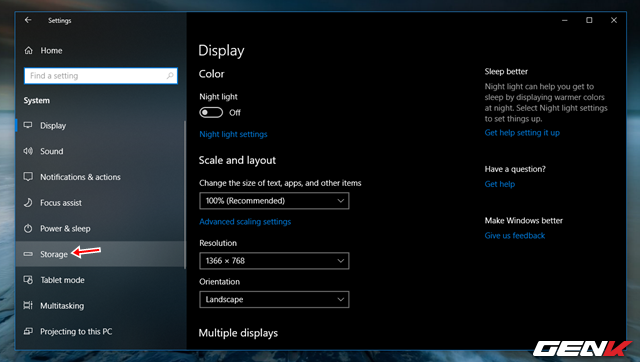 Settings
Home
Find a setting
System
Display
Sound
Notifications & actions
Focus assist
Power & sleep
Storage
Tablet mode
Multitasking
Projecting to this PC
Display
Color
Night light
Off
Night light settings
Scale and layout
Change the size of text, apps, and other items
100% (Recommended)
Advanced scaling settings
Resolution
1366 × 768
Orientation
Landscape
Multiple displays
Sleep better
Night light can help you get to
sleep by displaying warmer colors
at night. Select Night light settings
to set things up.
Get help setting it up
Have a question?
Get help
Make Windows better
Give us feedback
GENK